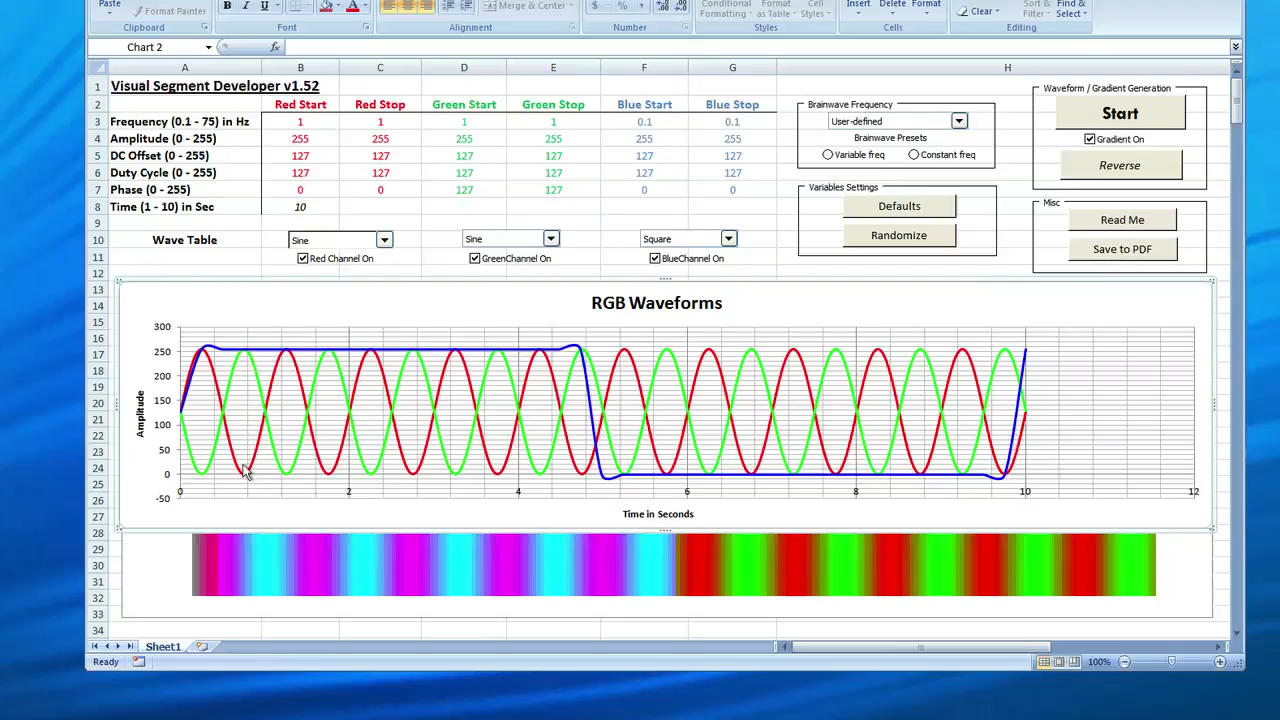 Paste
Format Painter
B I U
A
Merge & Center
$ % ,
Conditional Formatting
Format as Table
Cell Styles
Insert
Delete
Format
Clear
Sort & Filter
Find & Select
Clipboard
Font
Alignment
Number
Styles
Cells
Editing
Chart 2
fx
A B C D E F G H
1 Visual Segment Developer v1.52
2 Red Start Red Stop Green Start Green Stop Blue Start Blue Stop
3 Frequency (0.1 - 75) in Hz 1 1 1 1 0.1 0.1
4 Amplitude (0 - 255) 255 255 255 255 255 255
5 DC Offset (0 - 255) 127 127 127 127 127 127
6 Duty Cycle (0 - 255) 127 127 127 127 127 127
7 Phase (0 - 255) 0 0 127 127 0 0
8 Time (1 - 10) in Sec 10
9
10 Wave Table Sine Sine Square
11 Red Channel On GreenChannel On BlueChannel On
12
Brainwave Frequency
User-defined
Brainwave Presets
Variable freq Constant freq
Variables Settings
Defaults
Randomize
Waveform / Gradient Generation
Start
Gradient On
Reverse
Misc
Read Me
Save to PDF
13
14
15
16
17
18
19
20
21
22
23
24
25
26
27
28
29
30
31
32
33
34
RGB Waveforms
300
250
200
150
100
50
0
-50
Amplitude
0 2 4 6 8 10 12
Time in Seconds
Sheet1
Ready
100%